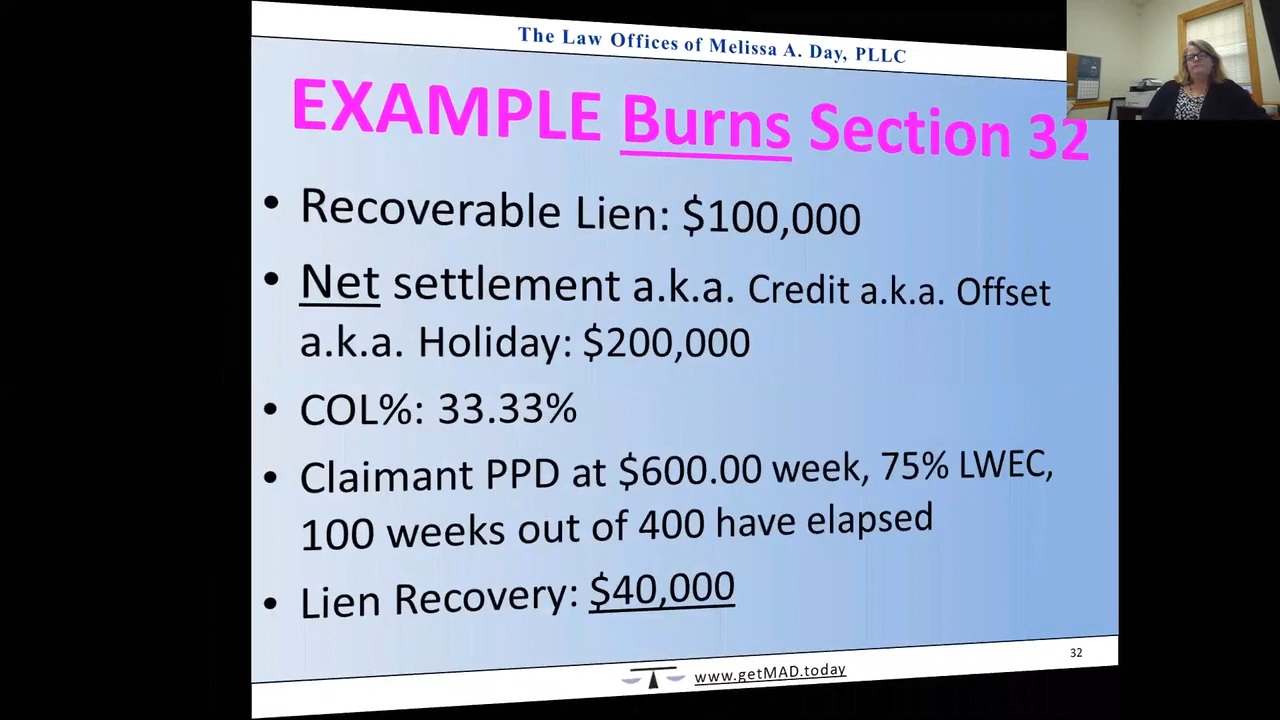 The Law Offices of Melissa A. Day, PLLC
EXAMPLE Burns Section 32
• Recoverable Lien: $100,000
• Net settlement a.k.a. Credit a.k.a. Offset
a.k.a. Holiday: $200,000
• COL%: 33.33%
• Claimant PPD at $600.00 week, 75% LWEC,
100 weeks out of 400 have elapsed
• Lien Recovery: $40,000
32
www.getMAD.today